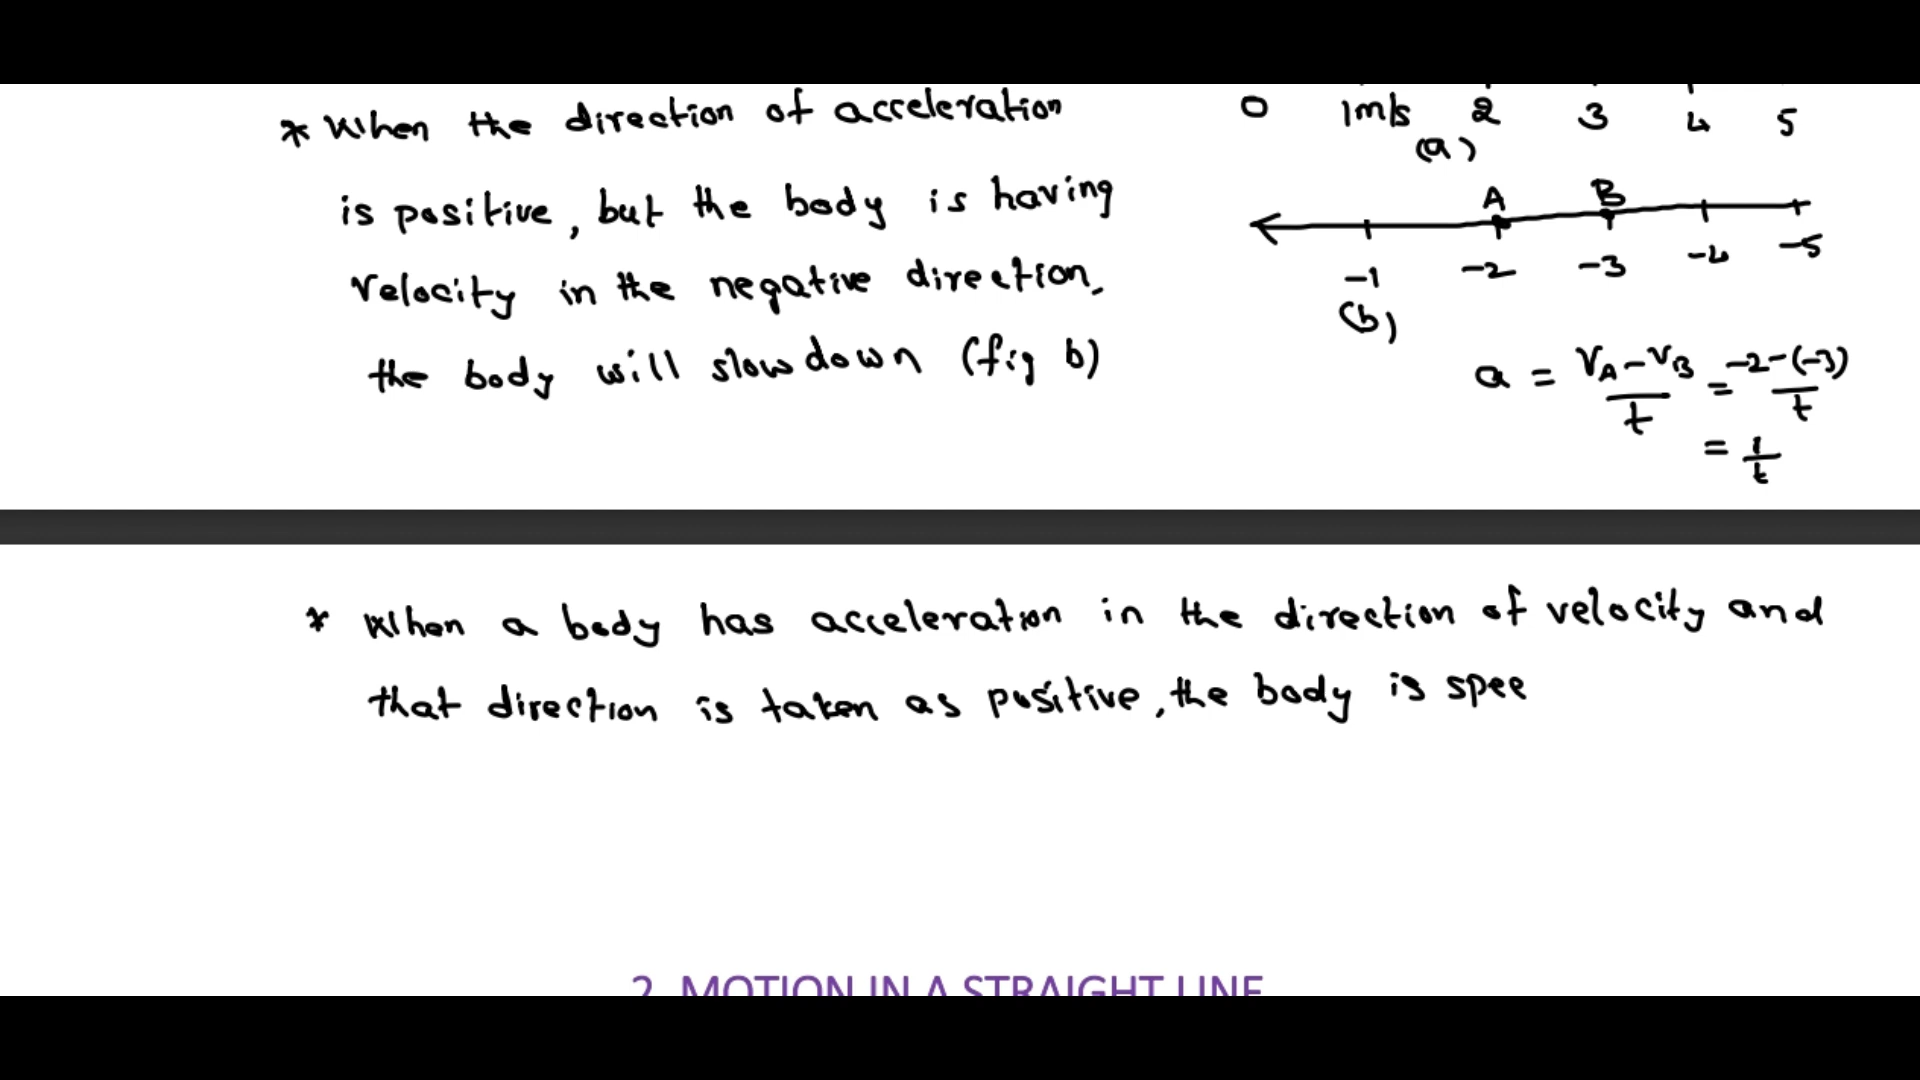 * When the direction of acceleration
is positive, but the body is having
velocity in the negative direction,
the body will slow down (fig b)
0 1m/s 2 3 4 5
(a)
A B
-1 -2 -3 -4 -5
(b)
a = VA-VB/t = -2-(-3)/t
= 1/t
* When a body has acceleration in the direction of velocity and
that direction is taken as positive, the body is spee
2. MOTION IN A STRAIGHT LINE